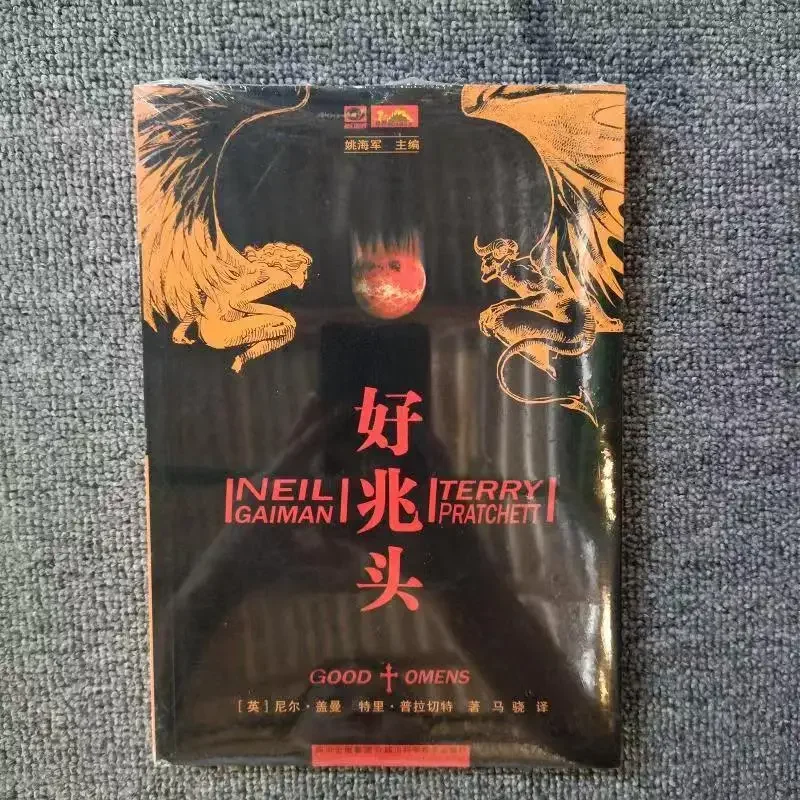 姚海军 主编
好兆头
NEIL GAIMAN
TERRY PRATCHETT
GOOD OMENS
[英]尼尔·盖曼 特里·普拉切特 著 马骁 译